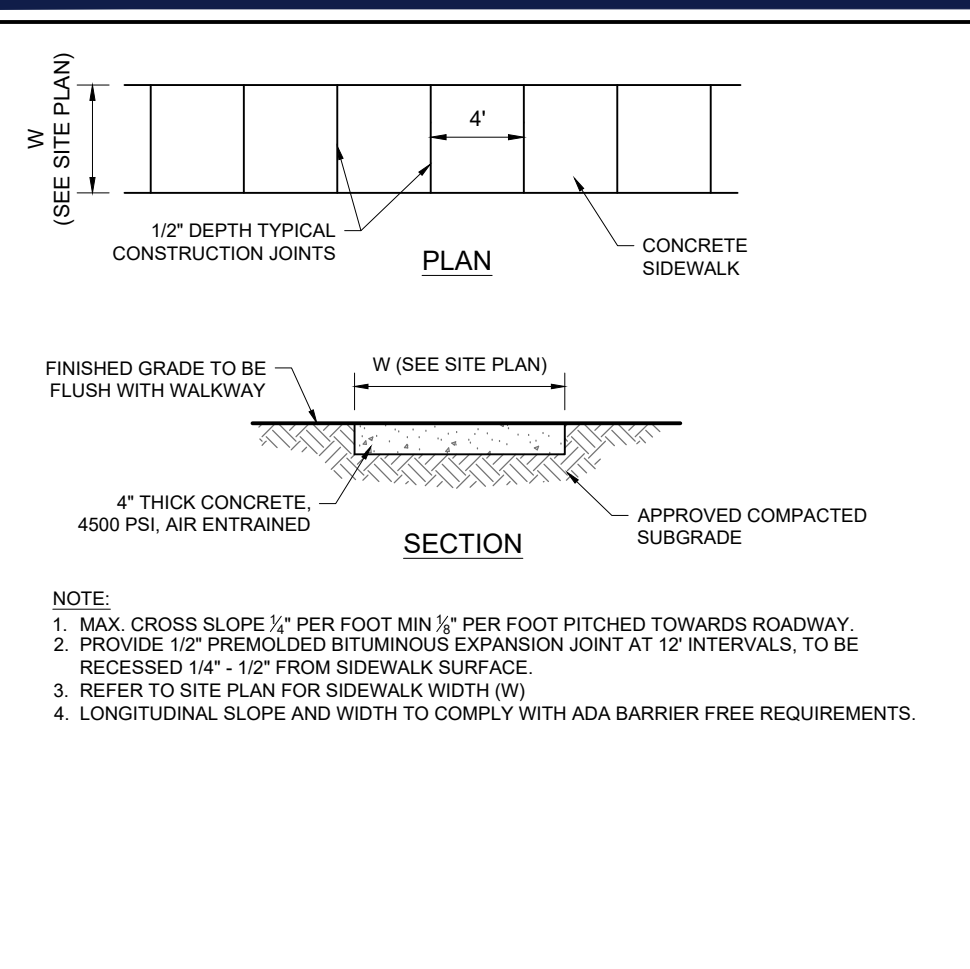 W
(SEE SITE PLAN)
4'
1/2" DEPTH TYPICAL
CONSTRUCTION JOINTS
PLAN
CONCRETE
SIDEWALK
FINISHED GRADE TO BE
FLUSH WITH WALKWAY
W (SEE SITE PLAN)
4" THICK CONCRETE,
4500 PSI, AIR ENTRAINED
SECTION
APPROVED COMPACTED
SUBGRADE
NOTE:
1. MAX. CROSS SLOPE 1/4" PER FOOT MIN 1/8" PER FOOT PITCHED TOWARDS ROADWAY.
2. PROVIDE 1/2" PREMOLDED BITUMINOUS EXPANSION JOINT AT 12' INTERVALS, TO BE
RECESSED 1/4" - 1/2" FROM SIDEWALK SURFACE.
3. REFER TO SITE PLAN FOR SIDEWALK WIDTH (W)
4. LONGITUDINAL SLOPE AND WIDTH TO COMPLY WITH ADA BARRIER FREE REQUIREMENTS.